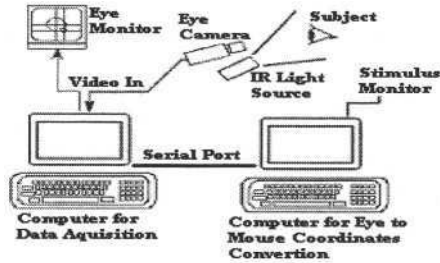 Eye
Monitor
Eye
Camera
Subject
Video In
IR Light
Source
Stimulus
Monitor
Serial Port
Computer for
Data Aquisition
Computer for Eye to
Mouse Coordinates
Convertion